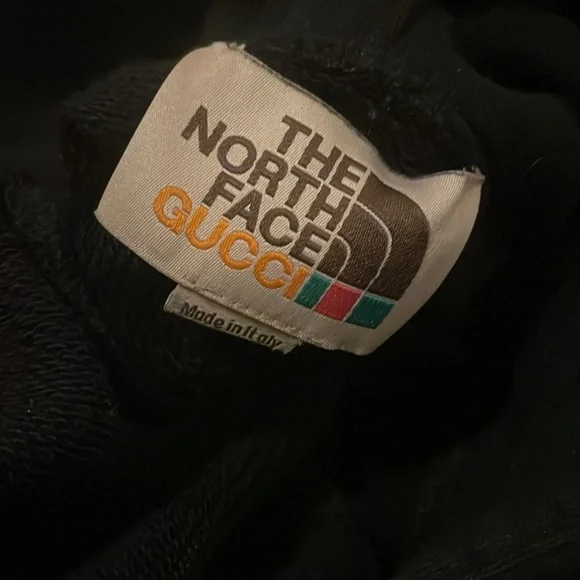 THE
NORTH
FACE
GUCCI
Made in Italy